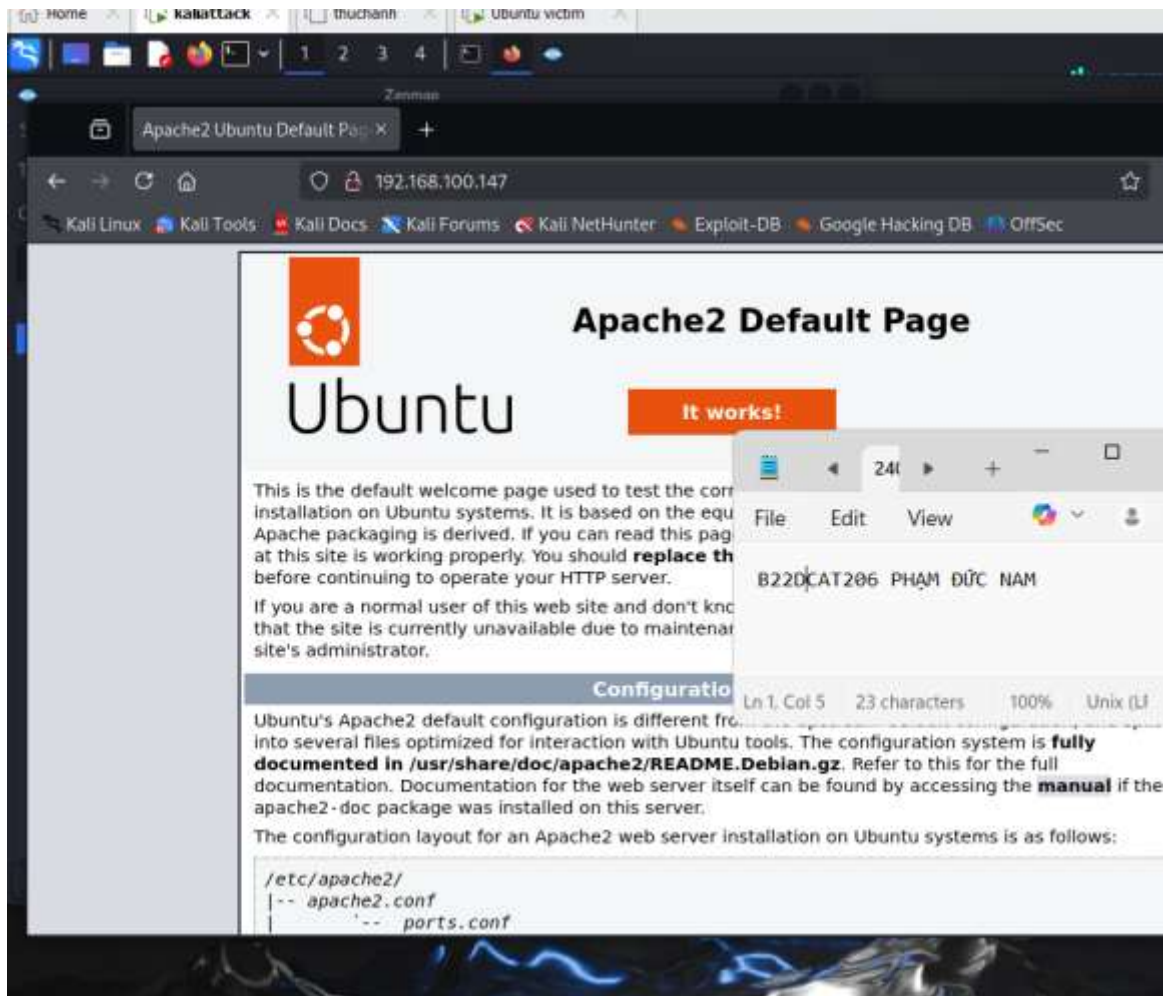 Home kaliattack thuchanh Ubuntu victim
1 2 3 4
Zenmap
Apache2 Ubuntu Default Pag
192.168.100.147
Kali Linux Kali Tools Kali Docs Kali Forums Kali NetHunter Exploit-DB Google Hacking DB OffSec
Apache2 Default Page
Ubuntu
It works!
This is the default welcome page used to test the corr
installation on Ubuntu systems. It is based on the equ
Apache packaging is derived. If you can read this pag
at this site is working properly. You should replace th
before continuing to operate your HTTP server.
If you are a normal user of this web site and don't kno
that the site is currently unavailable due to maintenan
site's administrator.
240
File Edit View
B22DCAT206 PHẠM ĐỨC NAM
Ln 1, Col 5 23 characters 100% Unix (LF
Configuratio
Ubuntu's Apache2 default configuration is different
into several files optimized for interaction with Ubuntu tools. The configuration system is fully
documented in /usr/share/doc/apache2/README.Debian.gz. Refer to this for the full
documentation. Documentation for the web server itself can be found by accessing the manual if the
apache2-doc package was installed on this server.
The configuration layout for an Apache2 web server installation on Ubuntu systems is as follows:
/etc/apache2/
|-- apache2.conf
| `-- ports.conf